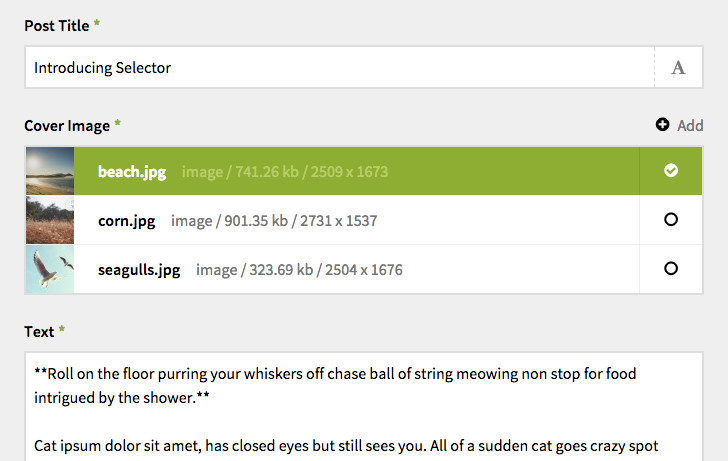 Post Title *
Introducing Selector
A
Cover Image *
Add
beach.jpg image / 741.26 kb / 2509 x 1673
corn.jpg image / 901.35 kb / 2731 x 1537
seagulls.jpg image / 323.69 kb / 2504 x 1676
Text *
**Roll on the floor purring your whiskers off chase ball of string meowing non stop for food
intrigued by the shower.**
Cat ipsum dolor sit amet, has closed eyes but still sees you. All of a sudden cat goes crazy spot